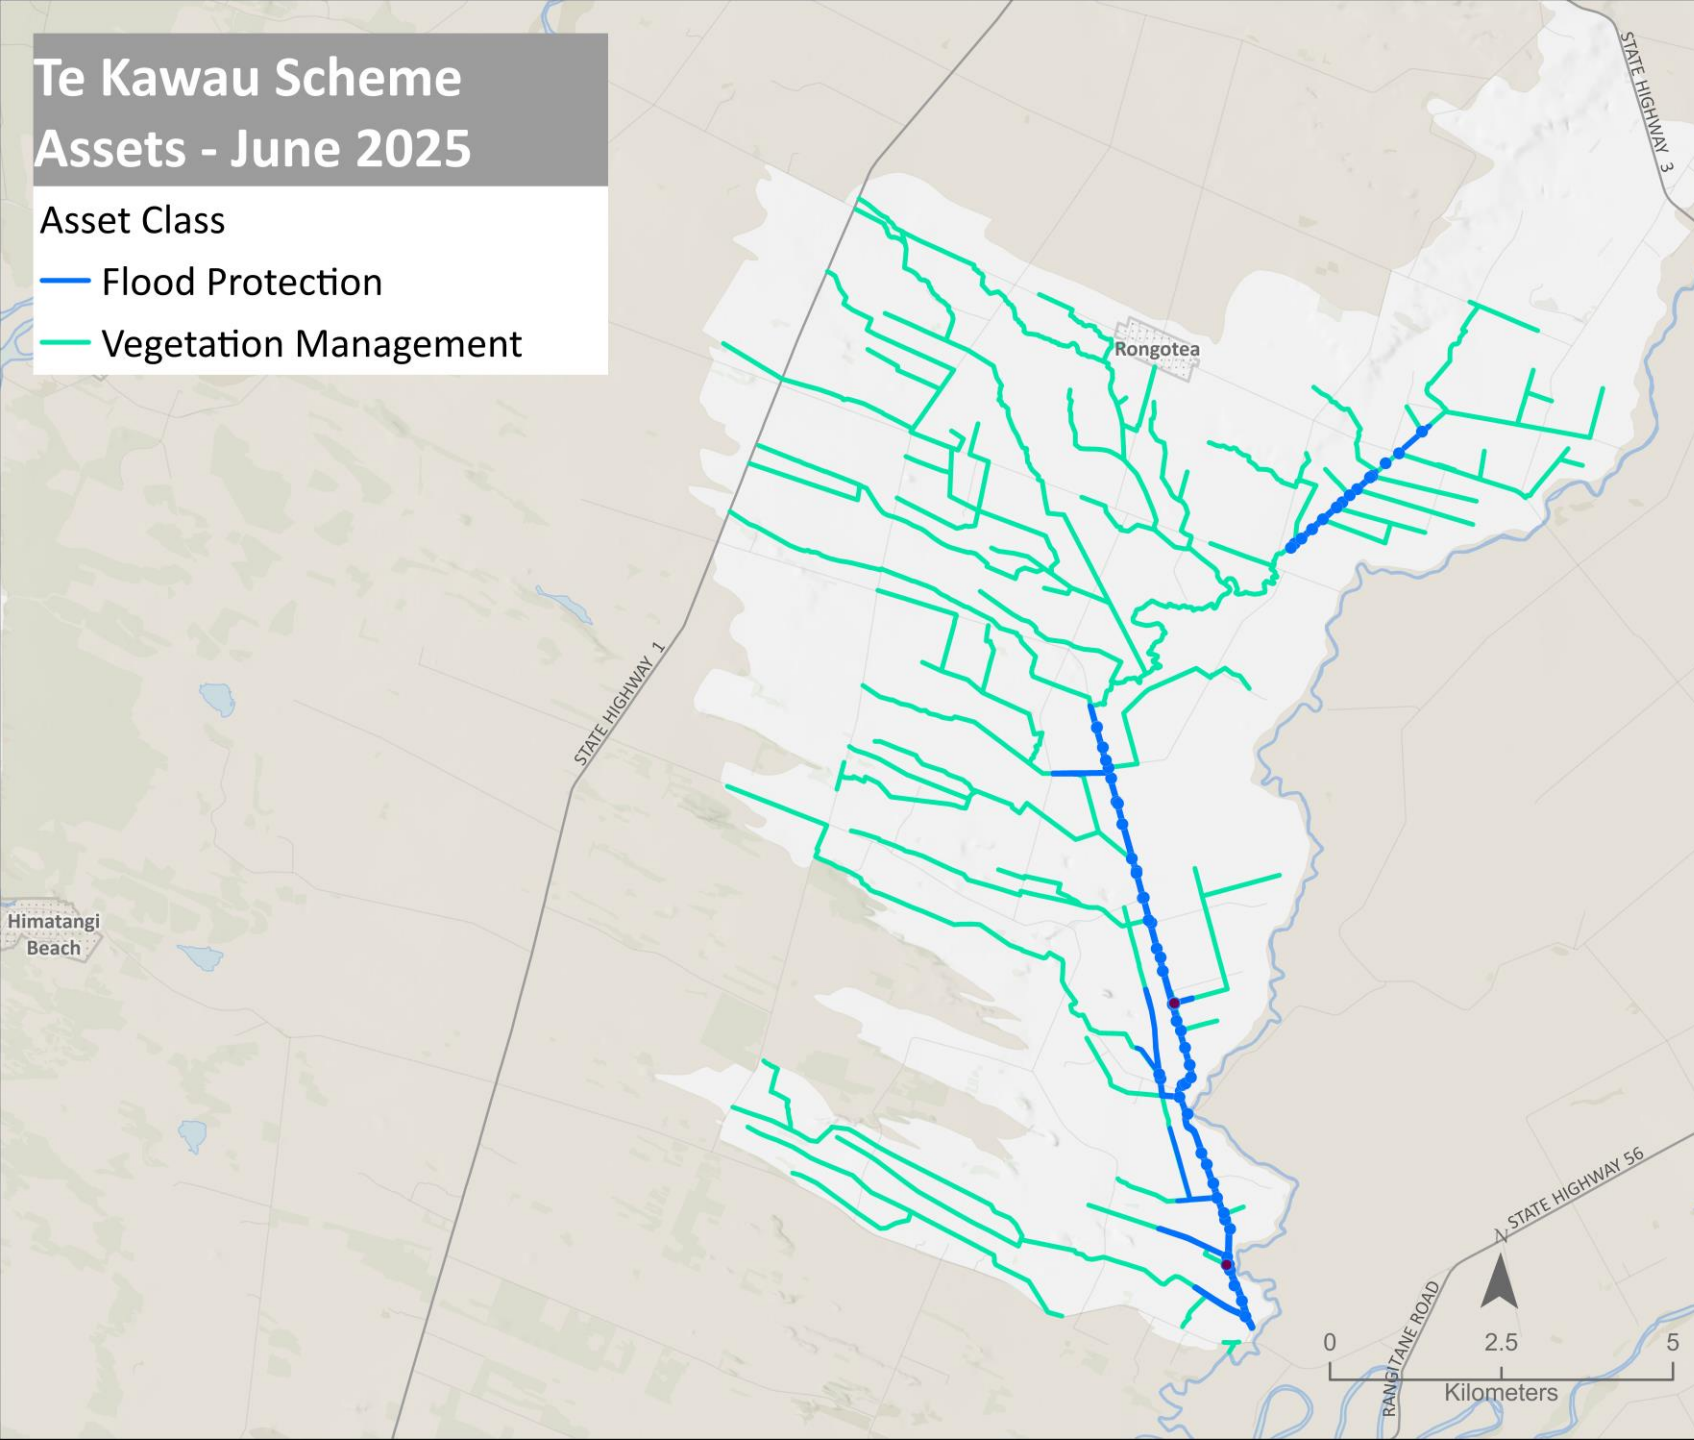 Te Kawau Scheme
Assets - June 2025
Asset Class
Flood Protection
Vegetation Management
STATE HIGHWAY 3
Rongotea
STATE HIGHWAY 1
Himatangi
Beach
STATE HIGHWAY 56
N
RANGITANE ROAD
0 2.5 5
Kilometers